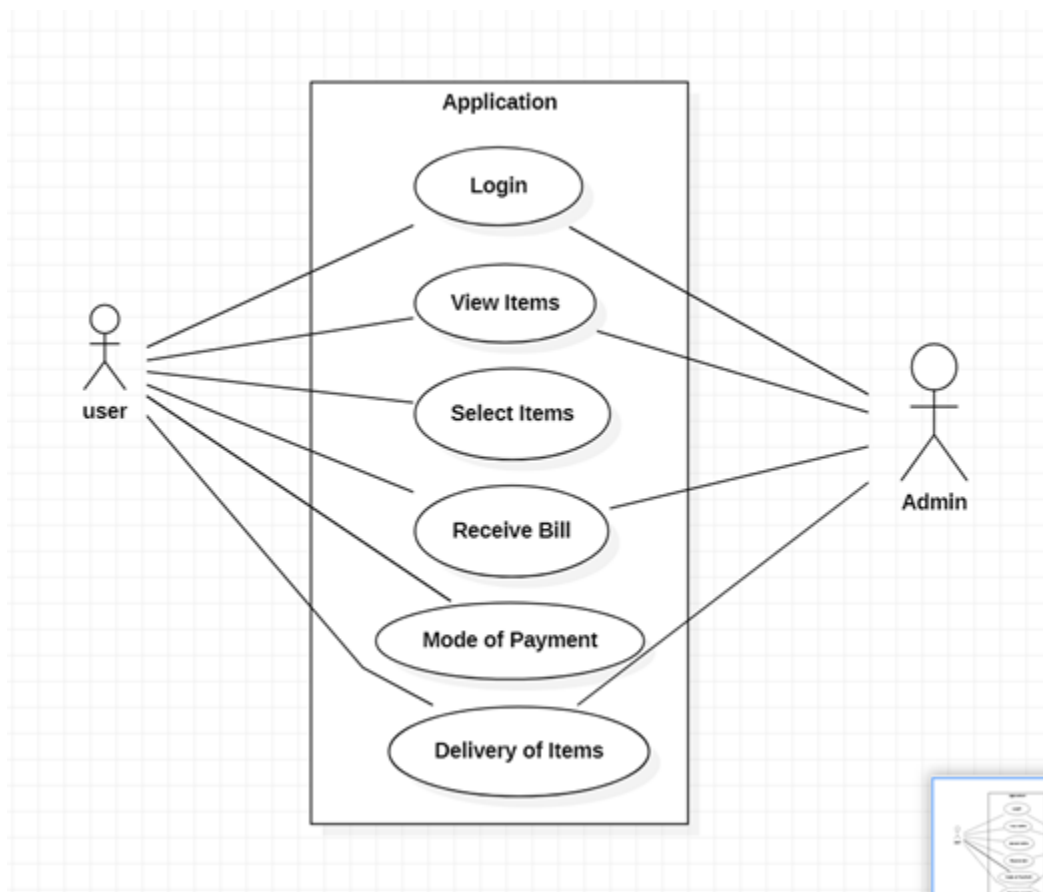 Application
Login
View Items
user
Select Items
Admin
Receive Bill
Mode of Payment
Delivery of Items